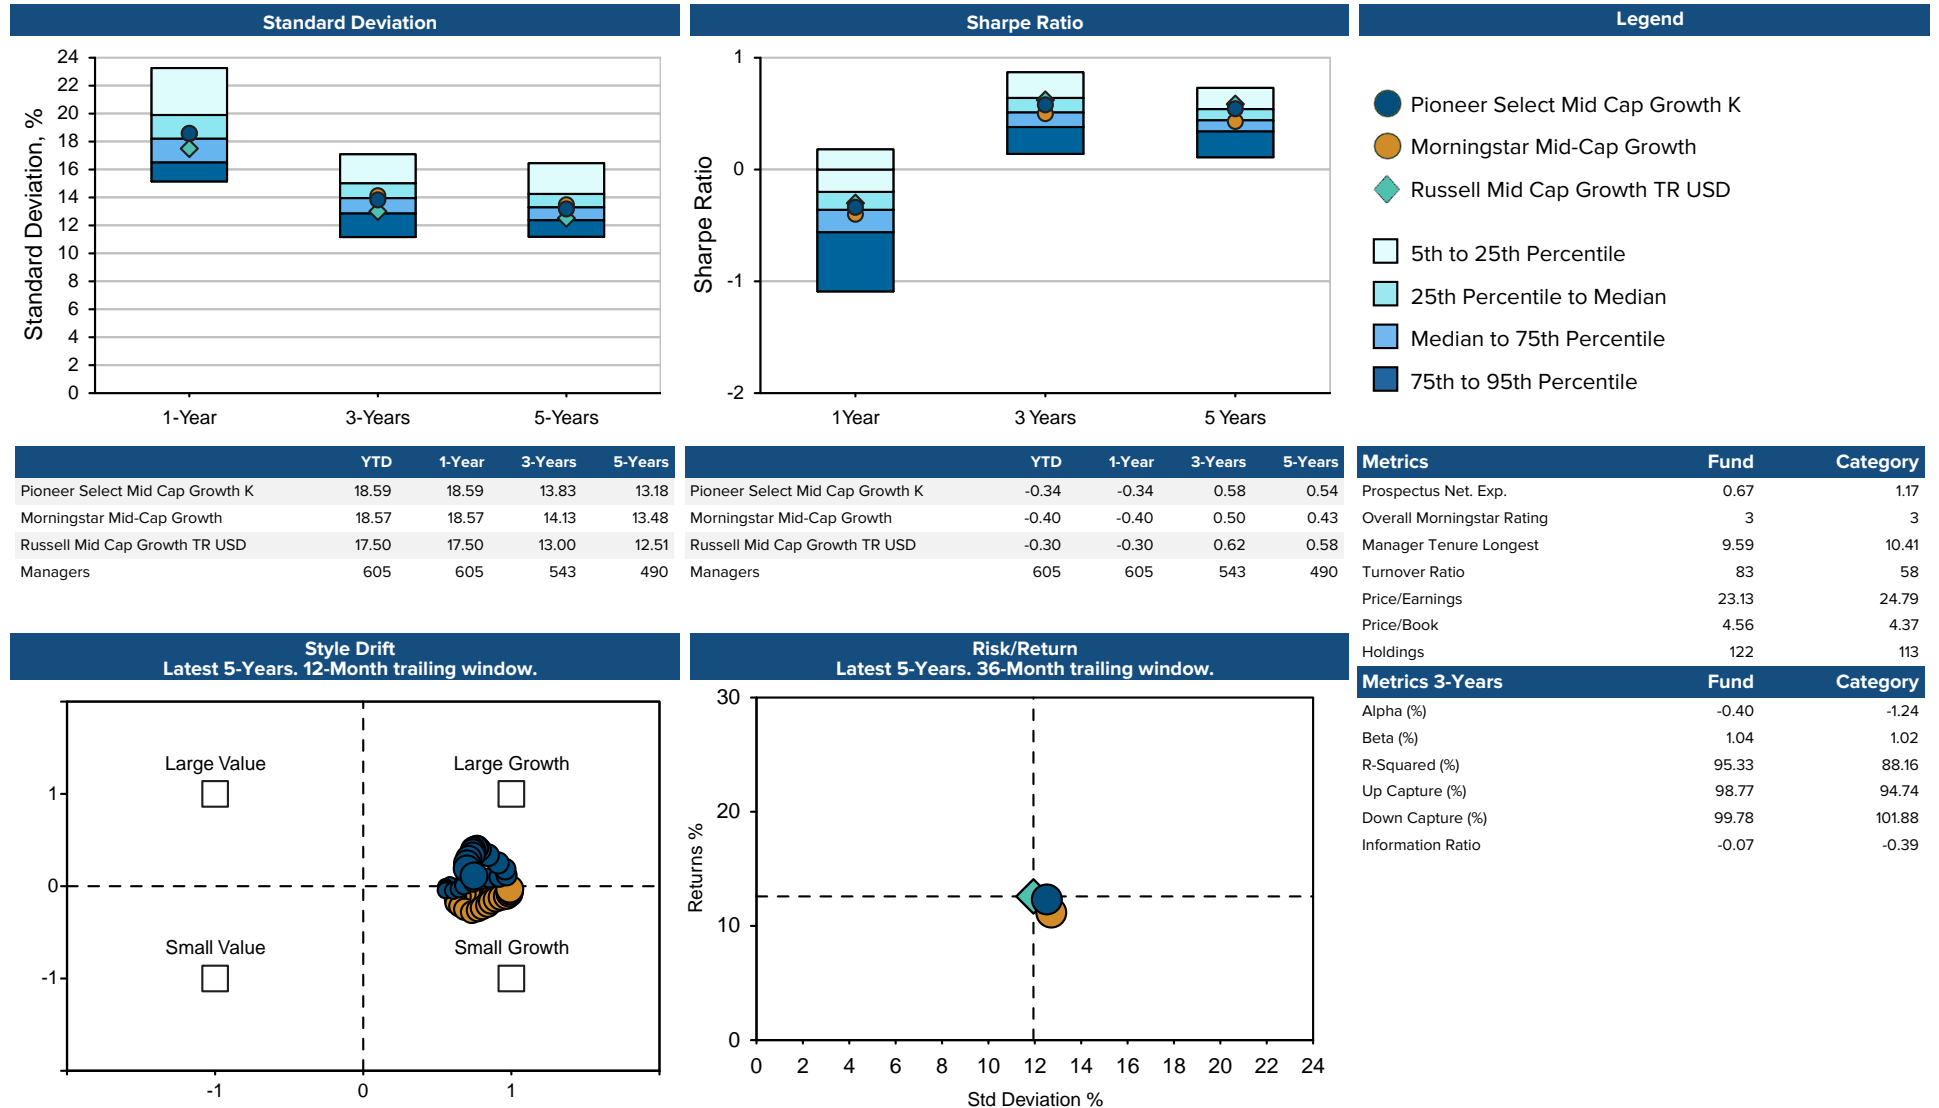 Standard Deviation
24
22
20
18
16
14
12
10
8
6
4
2
0
Standard Deviation, %
1-Year 3-Years 5-Years
Sharpe Ratio
1
0
-1
-2
Sharpe Ratio
1Year 3 Years 5 Years
Legend
Pioneer Select Mid Cap Growth K
Morningstar Mid-Cap Growth
Russell Mid Cap Growth TR USD
5th to 25th Percentile
25th Percentile to Median
Median to 75th Percentile
75th to 95th Percentile
YTD 1-Year 3-Years 5-Years
Pioneer Select Mid Cap Growth K 18.59 18.59 13.83 13.18
Morningstar Mid-Cap Growth 18.57 18.57 14.13 13.48
Russell Mid Cap Growth TR USD 17.50 17.50 13.00 12.51
Managers 605 605 543 490
YTD 1-Year 3-Years 5-Years
Pioneer Select Mid Cap Growth K -0.34 -0.34 0.58 0.54
Morningstar Mid-Cap Growth -0.40 -0.40 0.50 0.43
Russell Mid Cap Growth TR USD -0.30 -0.30 0.62 0.58
Managers 605 605 543 490
Metrics Fund Category
Prospectus Net. Exp. 0.67 1.17
Overall Morningstar Rating 3 3
Manager Tenure Longest 9.59 10.41
Turnover Ratio 83 58
Price/Earnings 23.13 24.79
Price/Book 4.56 4.37
Holdings 122 113
Metrics 3-Years Fund Category
Alpha (%) -0.40 -1.24
Beta (%) 1.04 1.02
R-Squared (%) 95.33 88.16
Up Capture (%) 98.77 94.74
Down Capture (%) 99.78 101.88
Information Ratio -0.07 -0.39
Style Drift
Latest 5-Years. 12-Month trailing window.
Large Value Large Growth
1
0
Small Value Small Growth
-1
-1 0 1
Risk/Return
Latest 5-Years. 36-Month trailing window.
30
20
10
0
Returns %
0 2 4 6 8 10 12 14 16 18 20 22 24
Std Deviation %